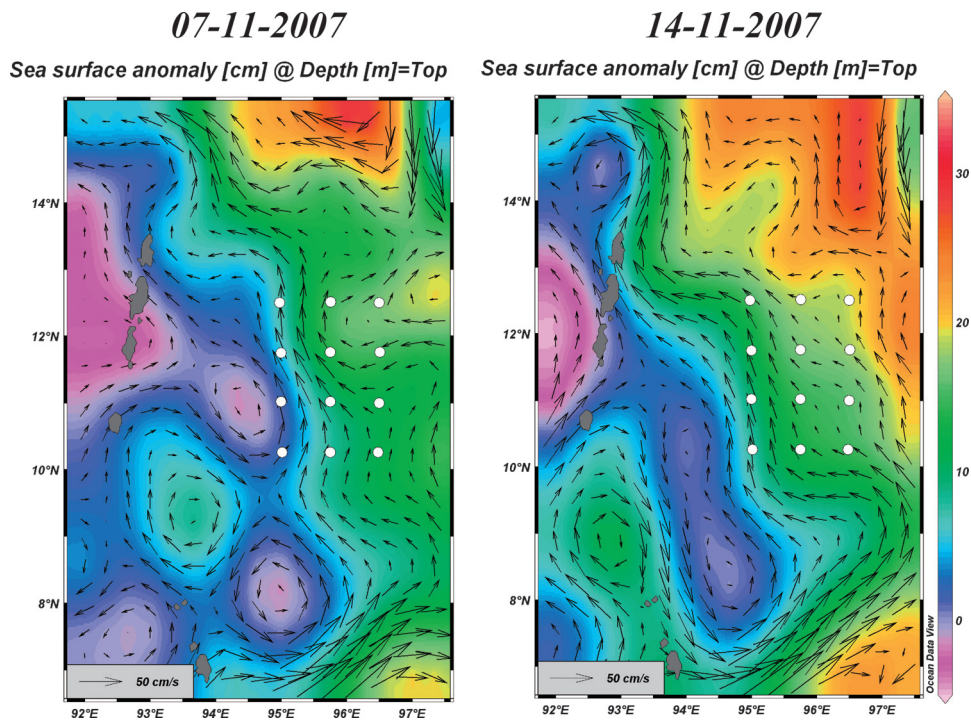 07-11-2007
14-11-2007
Sea surface anomaly [cm] @ Depth [m]=Top
Sea surface anomaly [cm] @ Depth [m]=Top
14°N
12°N
10°N
8°N
50 cm/s
92°E 93°E 94°E 95°E 96°E 97°E
14°N
12°N
10°N
8°N
50 cm/s
92°E 93°E 94°E 95°E 96°E 97°E
30
20
10
0
Ocean Data View